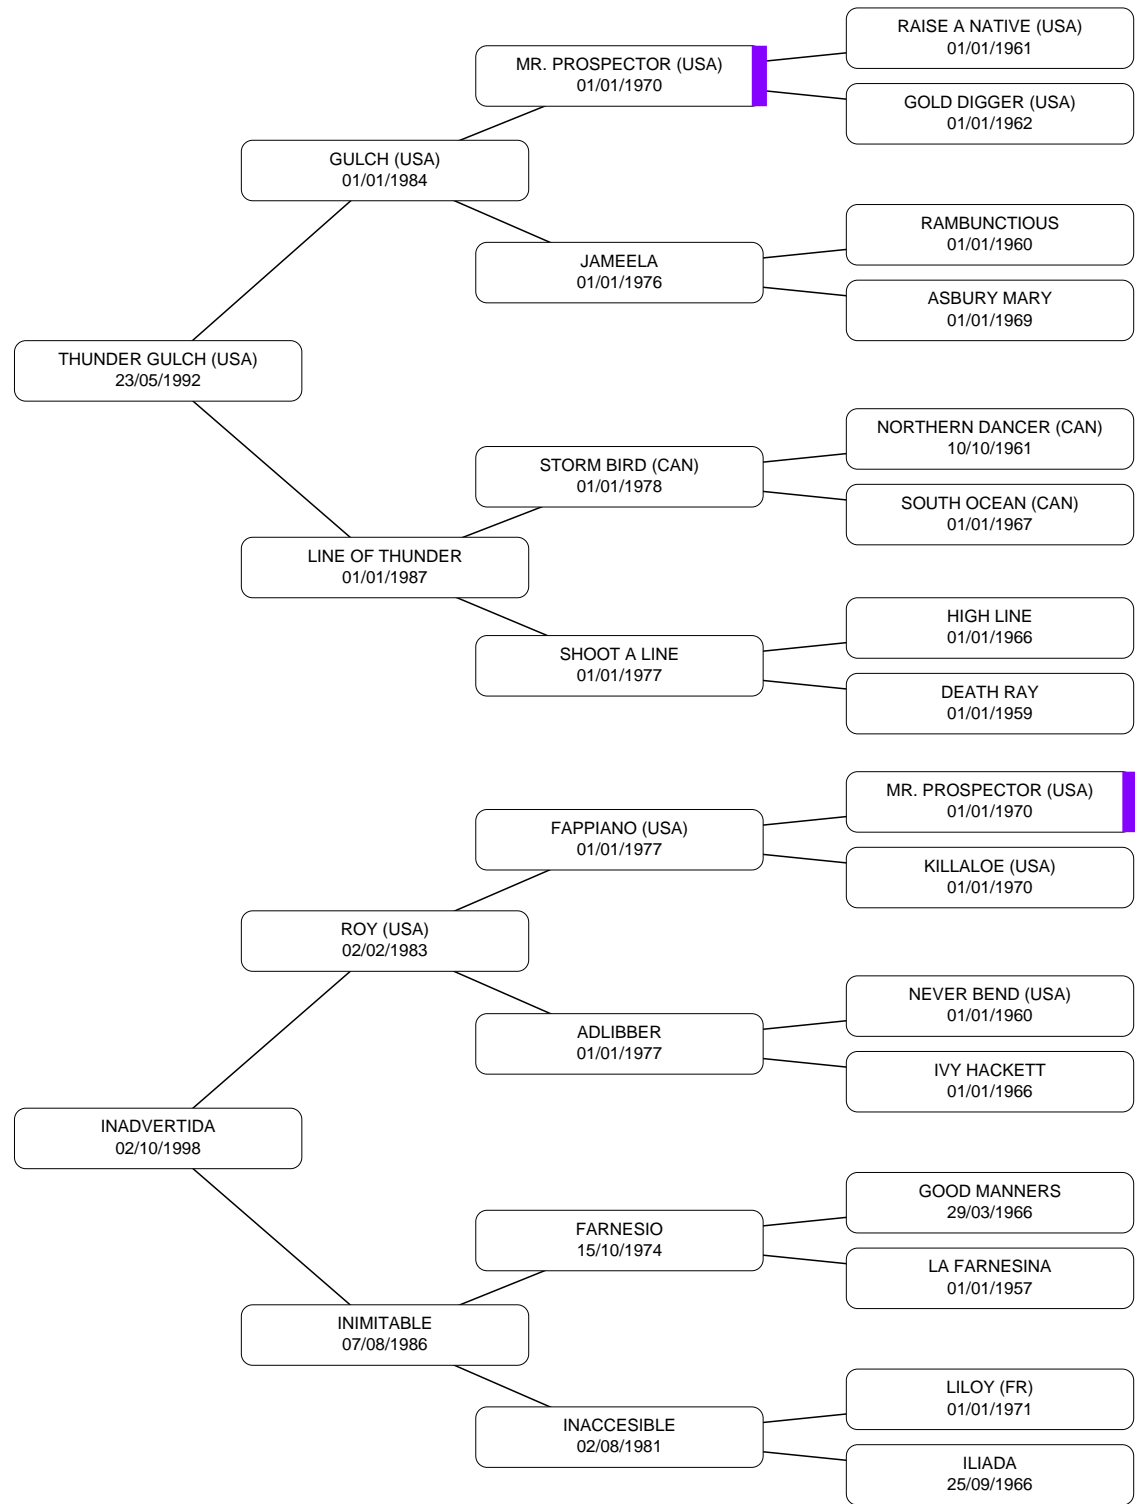 RAISE A NATIVE (USA)
01/01/1961
MR. PROSPECTOR (USA)
01/01/1970
GOLD DIGGER (USA)
01/01/1962
GULCH (USA)
01/01/1984
RAMBUNCTIOUS
01/01/1960
JAMEELA
01/01/1976
ASBURY MARY
01/01/1969
THUNDER GULCH (USA)
23/05/1992
NORTHERN DANCER (CAN)
10/10/1961
STORM BIRD (CAN)
01/01/1978
SOUTH OCEAN (CAN)
01/01/1967
LINE OF THUNDER
01/01/1987
HIGH LINE
01/01/1966
SHOOT A LINE
01/01/1977
DEATH RAY
01/01/1959
MR. PROSPECTOR (USA)
01/01/1970
FAPPIANO (USA)
01/01/1977
KILLALOE (USA)
01/01/1970
ROY (USA)
02/02/1983
NEVER BEND (USA)
01/01/1960
ADLIBBER
01/01/1977
IVY HACKETT
01/01/1966
INADVERTIDA
02/10/1998
GOOD MANNERS
29/03/1966
FARNESIO
15/10/1974
LA FARNESINA
01/01/1957
INIMITABLE
07/08/1986
LILOY (FR)
01/01/1971
INACCESIBLE
02/08/1981
ILIADA
25/09/1966